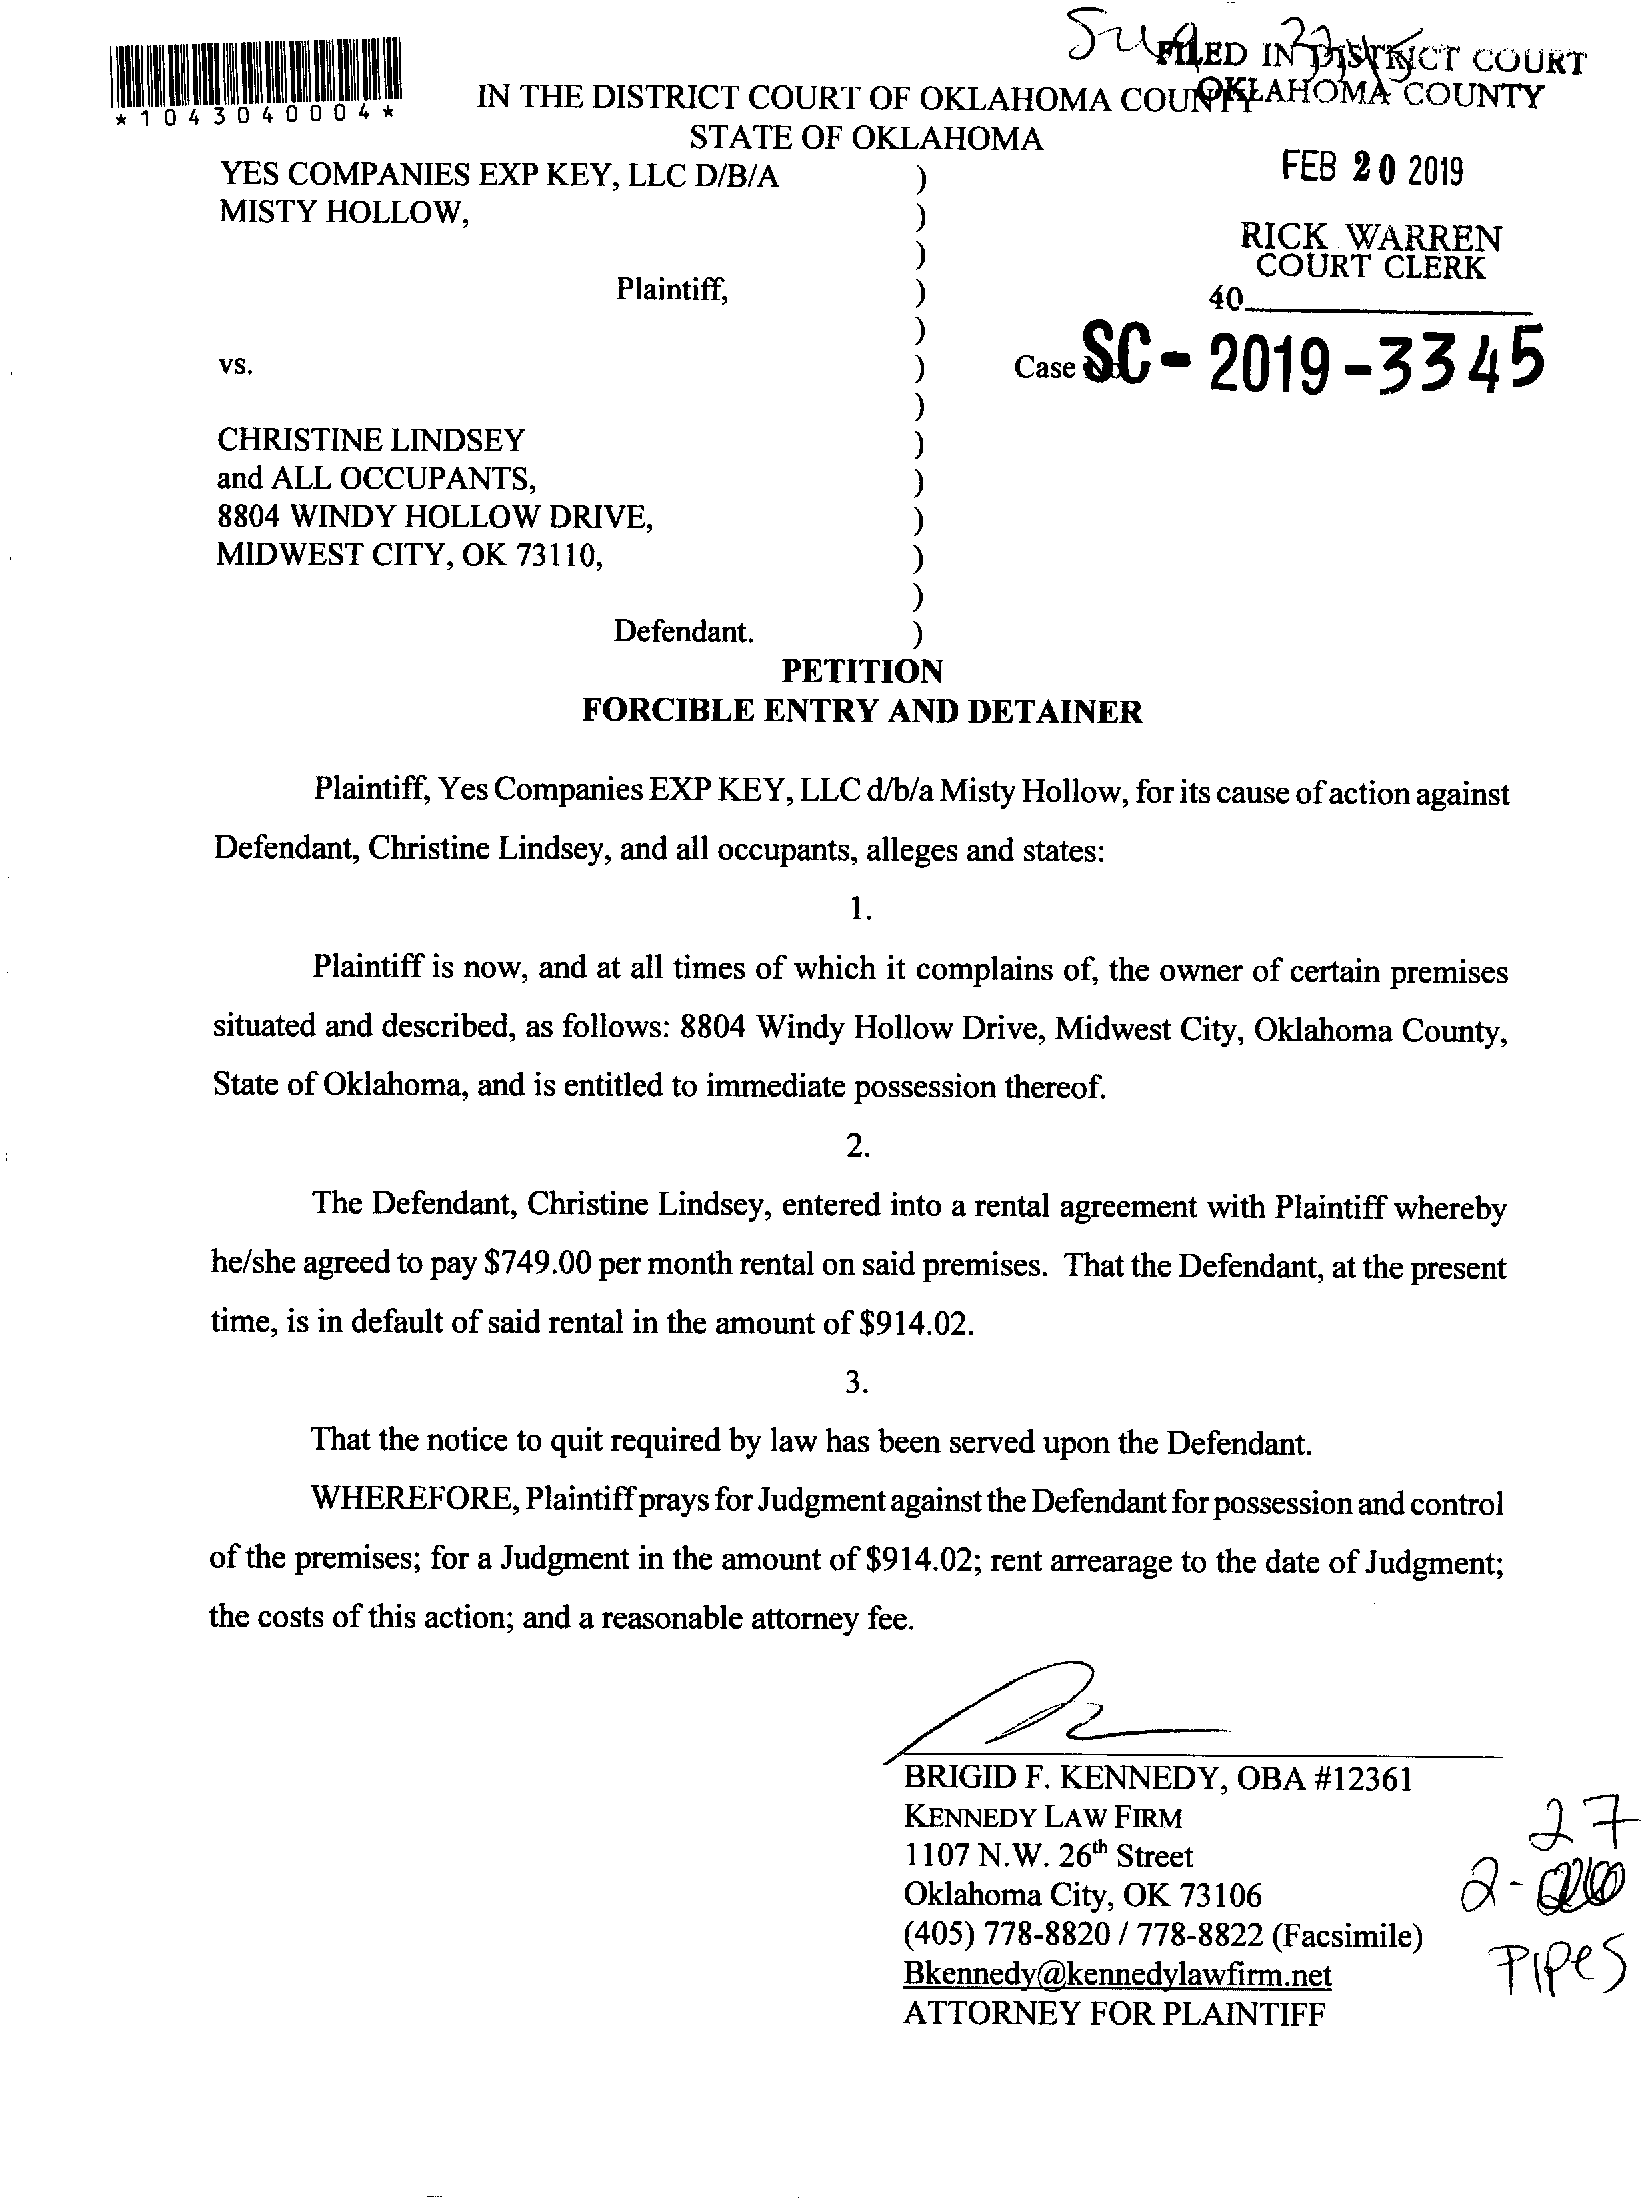 FILED IN DISTRICT COURT
OKLAHOMA COUNTY
*1043040004*
IN THE DISTRICT COURT OF OKLAHOMA COUNTY
STATE OF OKLAHOMA
FEB 20 2019
RICK WARREN
COURT CLERK
40
YES COMPANIES EXP KEY, LLC D/B/A )
MISTY HOLLOW, )
)
Plaintiff, )
)
vs. )
Case
SC-2019-3345
)
CHRISTINE LINDSEY )
and ALL OCCUPANTS, )
8804 WINDY HOLLOW DRIVE, )
MIDWEST CITY, OK 73110, )
)
Defendant. )
PETITION
FORCIBLE ENTRY AND DETAINER
Plaintiff, Yes Companies EXP KEY, LLC d/b/a Misty Hollow, for its cause of action against
Defendant, Christine Lindsey, and all occupants, alleges and states:
1.
Plaintiff is now, and at all times of which it complains of, the owner of certain premises
situated and described, as follows: 8804 Windy Hollow Drive, Midwest City, Oklahoma County,
State of Oklahoma, and is entitled to immediate possession thereof.
2.
The Defendant, Christine Lindsey, entered into a rental agreement with Plaintiff whereby
he/she agreed to pay $749.00 per month rental on said premises. That the Defendant, at the present
time, is in default of said rental in the amount of $914.02.
3.
That the notice to quit required by law has been served upon the Defendant.
WHEREFORE, Plaintiff prays for Judgment against the Defendant for possession and control
of the premises; for a Judgment in the amount of $914.02; rent arrearage to the date of Judgment;
the costs of this action; and a reasonable attorney fee.
BRIGID F. KENNEDY, OBA #12361
KENNEDY LAW FIRM
1107 N.W. 26th Street
Oklahoma City, OK 73106
(405) 778-8820 / 778-8822 (Facsimile)
Bkennedy@kennedylawfirm.net
ATTORNEY FOR PLAINTIFF
27
2-
PIPES